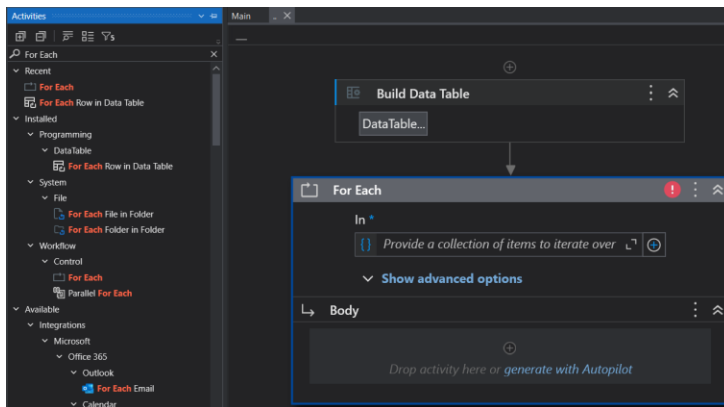 Activities
Main
For Each
Recent
For Each
For Each Row in Data Table
Installed
Programming
DataTable
For Each Row in Data Table
System
File
For Each File in Folder
For Each Folder in Folder
Workflow
Control
For Each
Parallel For Each
Available
Integrations
Microsoft
Office 365
Outlook
For Each Email
Calendar
Build Data Table
DataTable...
For Each
In *
Provide a collection of items to iterate over
Show advanced options
Body
Drop activity here or generate with Autopilot